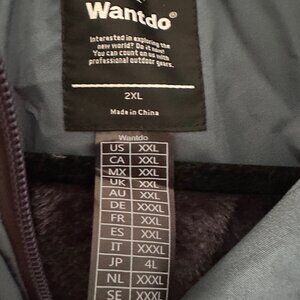 Wantdo®
Interested in exploring the
new world? Do it now!
You can count on us with
professional outdoor gears.
2XL
Made in China
Wantdo
US XXL
CA XXL
MX XXL
UK XXL
AU XXL
DE XXXL
FR XXL
ES XXL
IT XXXL
JP 4L
NL XXXL
SE XXXL